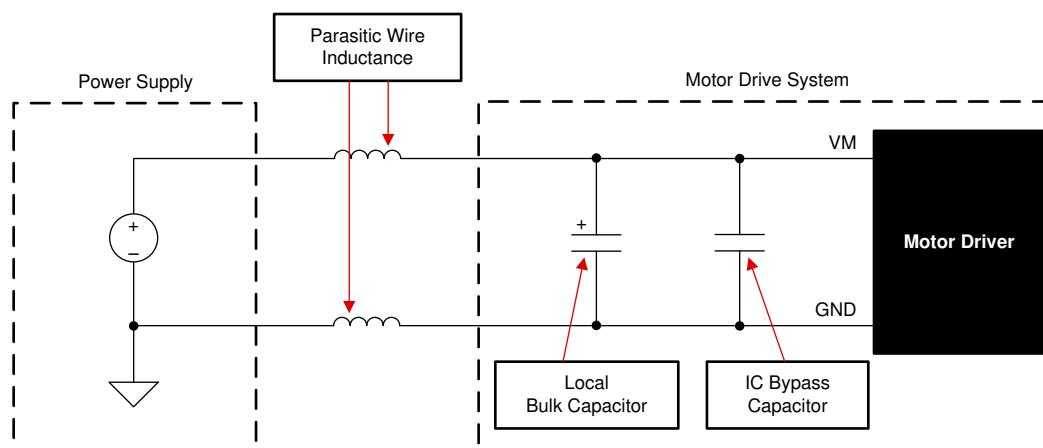 Parasitic Wire
Inductance
Power Supply
Motor Drive System
VM
+
–
+
Motor Driver
GND
Local
Bulk Capacitor
IC Bypass
Capacitor